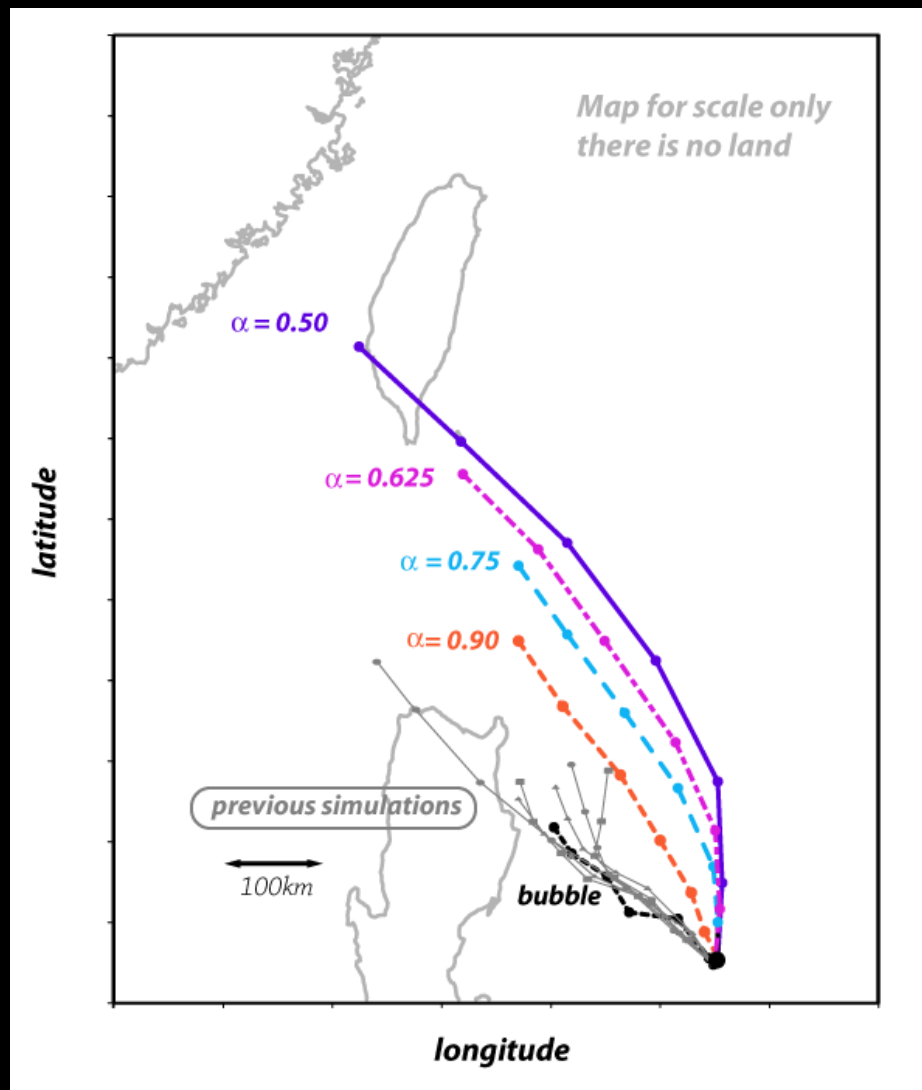 Map for scale only
there is no land
α = 0.50
α = 0.625
α = 0.75
α= 0.90
previous simulations
100km
bubble
latitude
longitude